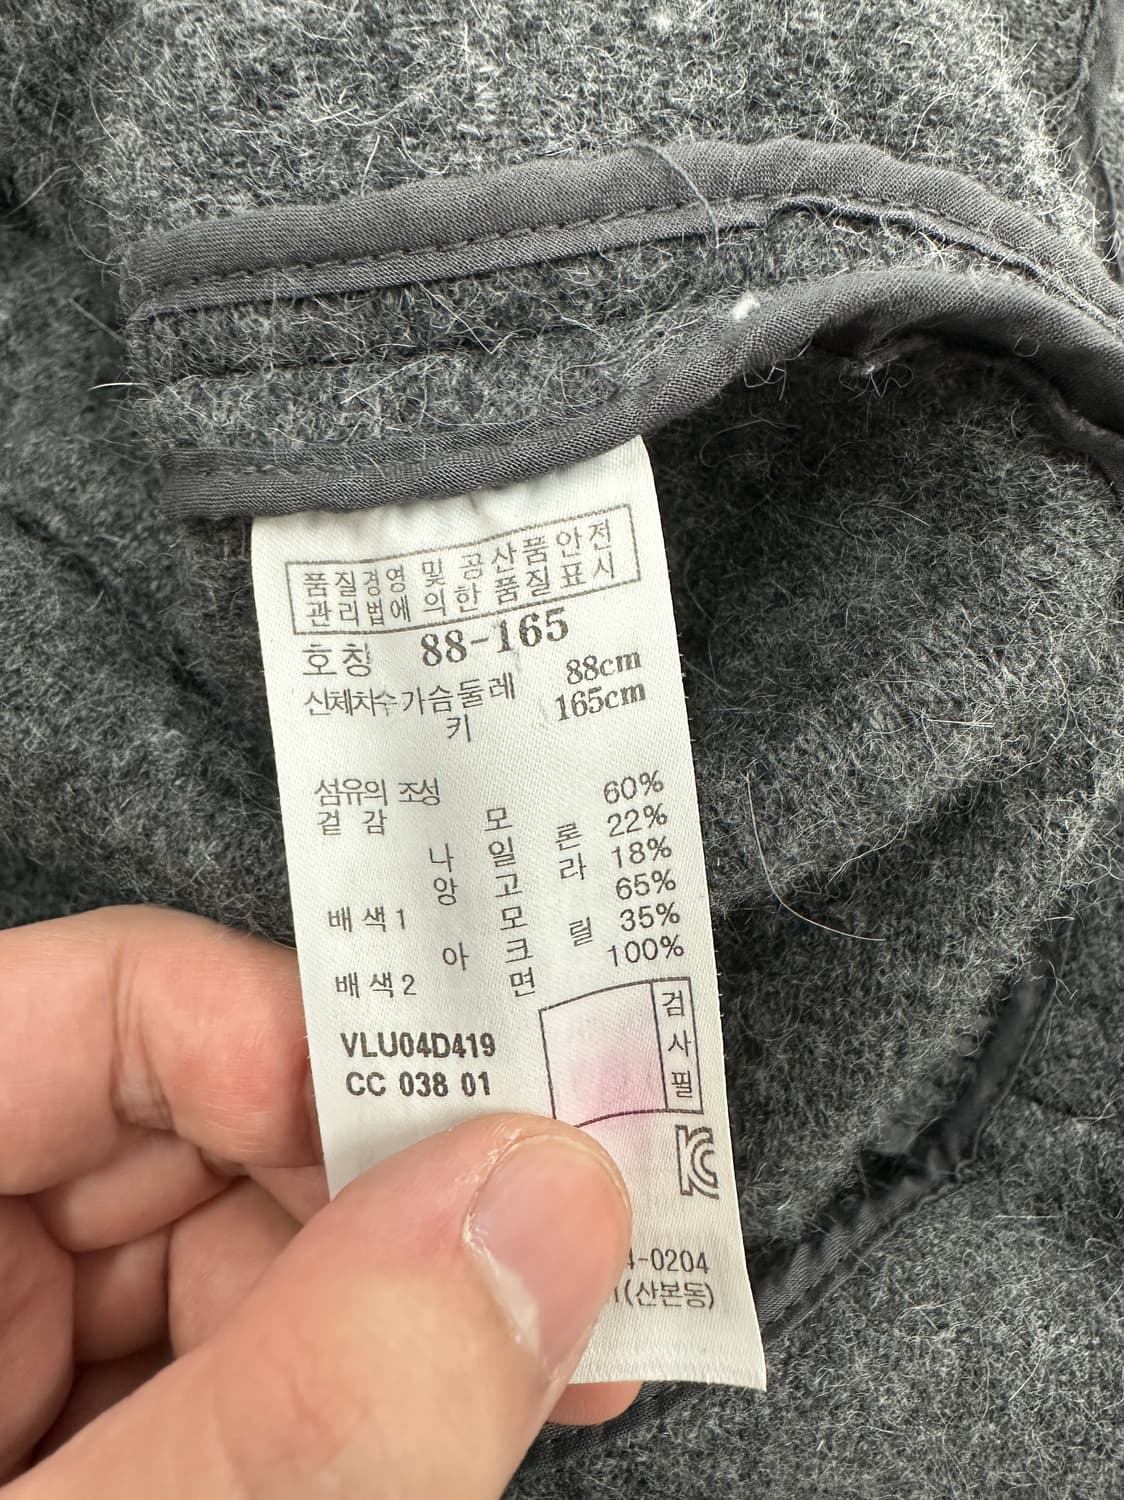 품질경영 및 공산품안전
관리법에 의한 품질표시
호칭 88-165
신체치수 가슴둘레 88cm
키 165cm
섬유의 조성
겉감 모 60%
나일론 22%
앙고라 18%
배색1 모 65%
아크릴 35%
배색2 면 100%
VLU04D419
CC 038 01
검사필
KC
4-0204
(산본동)